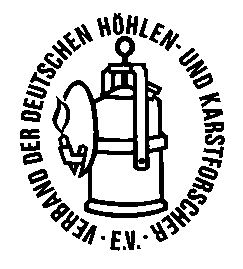 VERBAND DER DEUTSCHEN HÖHLEN- UND KARSTFORSCHER · E.V. ·